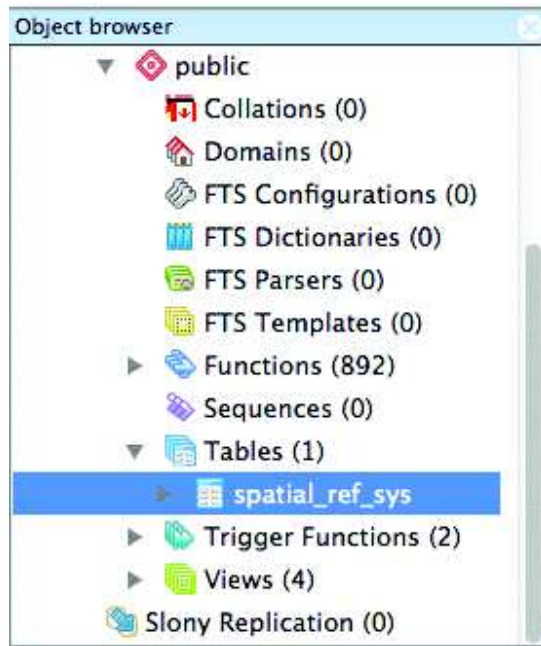 Object browser
public
Collations (0)
Domains (0)
FTS Configurations (0)
FTS Dictionaries (0)
FTS Parsers (0)
FTS Templates (0)
Functions (892)
Sequences (0)
Tables (1)
spatial_ref_sys
Trigger Functions (2)
Views (4)
Slony Replication (0)